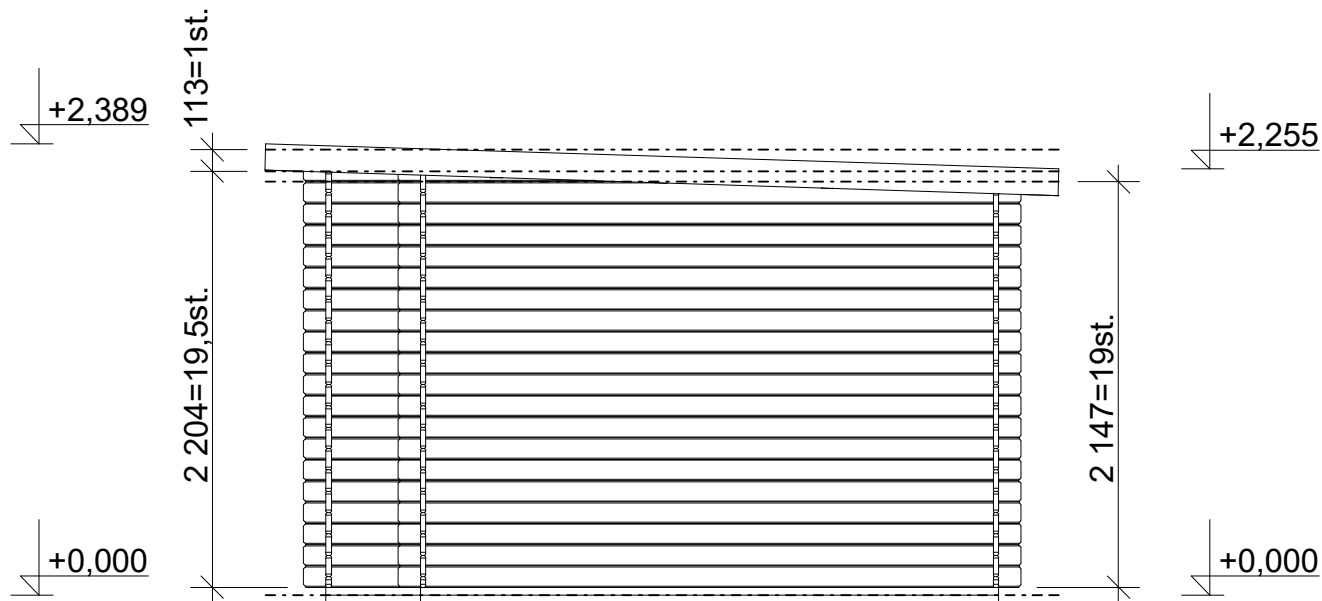 113=1st.
+2,389
+2,255
2 204=19,5st.
2 147=19st.
+0,000
+0,000